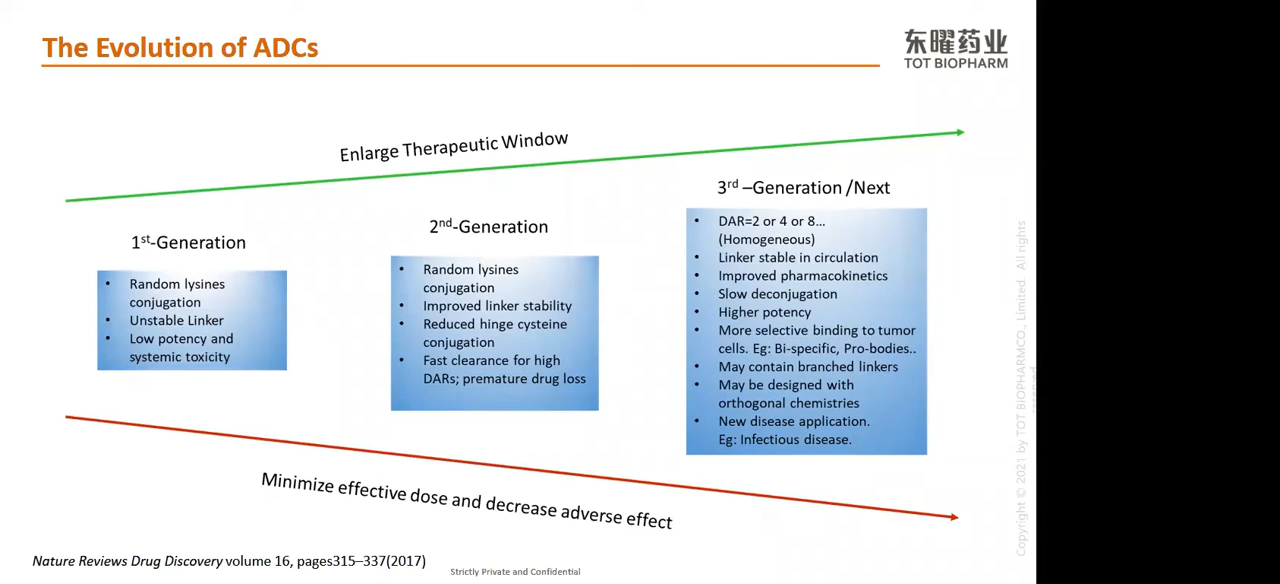 The Evolution of ADCs
东曜药业
TOT BIOPHARM
Enlarge Therapeutic Window
1st-Generation
• Random lysines
conjugation
• Unstable Linker
• Low potency and
systemic toxicity
2nd-Generation
• Random lysines
conjugation
• Improved linker stability
• Reduced hinge cysteine
conjugation
• Fast clearance for high
DARs; premature drug loss
3rd –Generation /Next
• DAR=2 or 4 or 8...
(Homogeneous)
• Linker stable in circulation
• Improved pharmacokinetics
• Slow deconjugation
• Higher potency
• More selective binding to tumor
cells. Eg: Bi-specific, Pro-bodies..
• May contain branched linkers
• May be designed with
orthogonal chemistries
• New disease application.
Eg: Infectious disease.
Minimize effective dose and decrease adverse effect
Nature Reviews Drug Discovery volume 16, pages315–337(2017)
Strictly Private and Confidential
Copyright © 2021 by TOT BIOPHARMCO., Limited. All rights
reserved